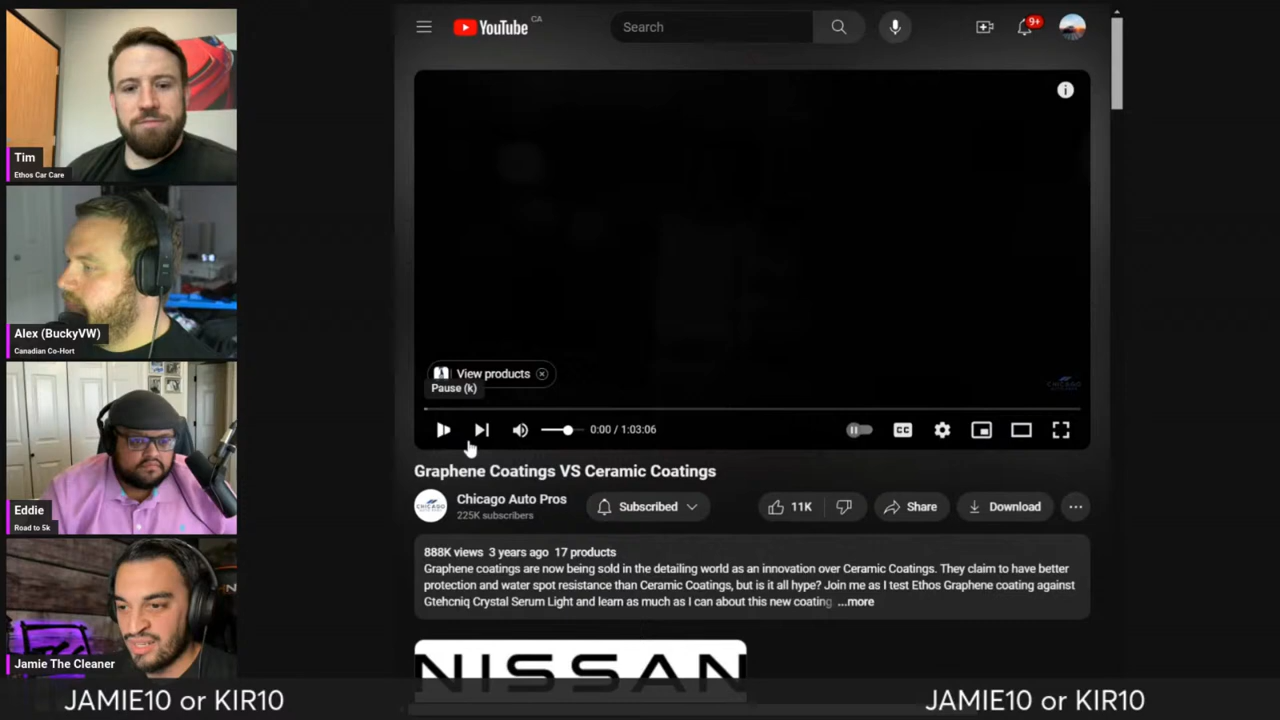 Tim
Ethos Car Care
Alex (BuckyVW)
Canadian Co-Hort
Eddie
Road to 5k
Jamie The Cleaner
YouTube CA
Search
9+
View products
Pause (k)
CHICAGO
0:00 / 1:03:06
CC
Graphene Coatings VS Ceramic Coatings
Chicago Auto Pros
225K subscribers
Subscribed
11K
Share
Download
888K views 3 years ago 17 products
Graphene coatings are now being sold in the detailing world as an innovation over Ceramic Coatings. They claim to have better
protection and water spot resistance than Ceramic Coatings, but is it all hype? Join me as I test Ethos Graphene coating against
Gtehcniq Crystal Serum Light and learn as much as I can about this new coating ...more
NISSAN
JAMIE10 or KIR10
JAMIE10 or KIR10